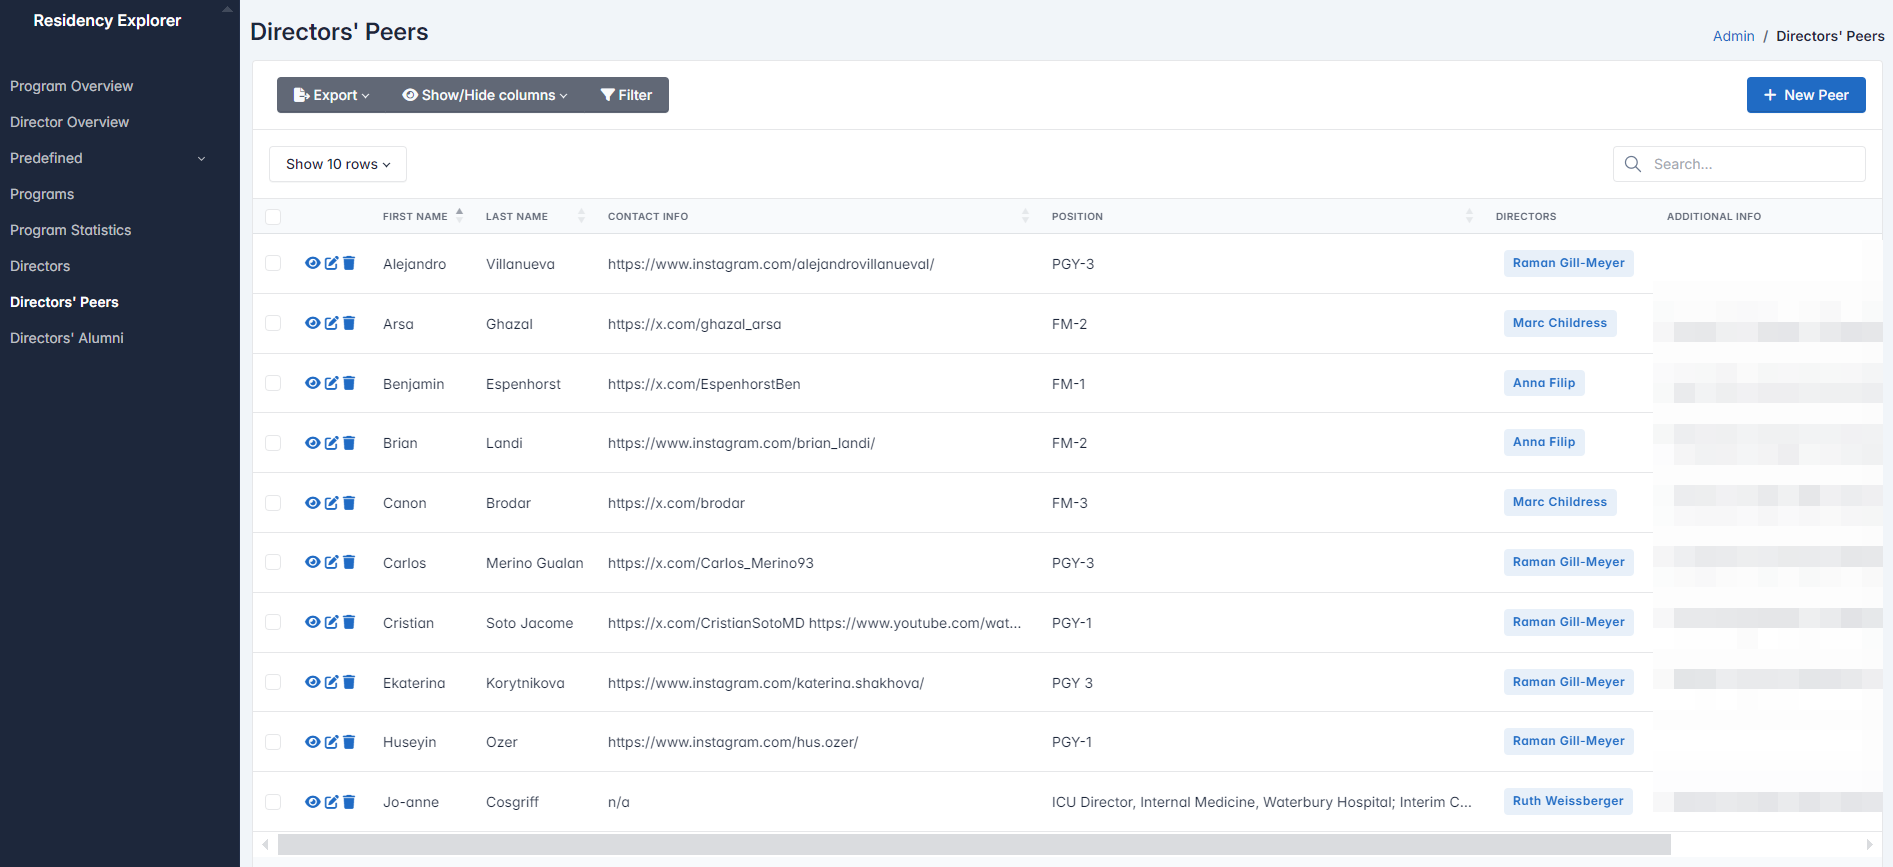 Residency Explorer
Program Overview
Director Overview
Predefined
Programs
Program Statistics
Directors
Directors' Peers
Directors' Alumni
Directors' Peers
Admin / Directors' Peers
Export Show/Hide columns Filter
+ New Peer
Show 10 rows
Search...
FIRST NAME LAST NAME CONTACT INFO POSITION DIRECTORS ADDITIONAL INFO
Alejandro Villanueva https://www.instagram.com/alejandrovillanueval/ PGY-3 Raman Gill-Meyer
Arsa Ghazal https://x.com/ghazal_arsa FM-2 Marc Childress
Benjamin Espenhorst https://x.com/EspenhorstBen FM-1 Anna Filip
Brian Landi https://www.instagram.com/brian_landi/ FM-2 Anna Filip
Canon Brodar https://x.com/brodar FM-3 Marc Childress
Carlos Merino Gualan https://x.com/Carlos_Merino93 PGY-3 Raman Gill-Meyer
Cristian Soto Jacome https://x.com/CristianSotoMD https://www.youtube.com/wat... PGY-1 Raman Gill-Meyer
Ekaterina Korytnikova https://www.instagram.com/katerina.shakhova/ PGY 3 Raman Gill-Meyer
Huseyin Ozer https://www.instagram.com/hus.ozer/ PGY-1 Raman Gill-Meyer
Jo-anne Cosgriff n/a ICU Director, Internal Medicine, Waterbury Hospital; Interim C... Ruth Weissberger